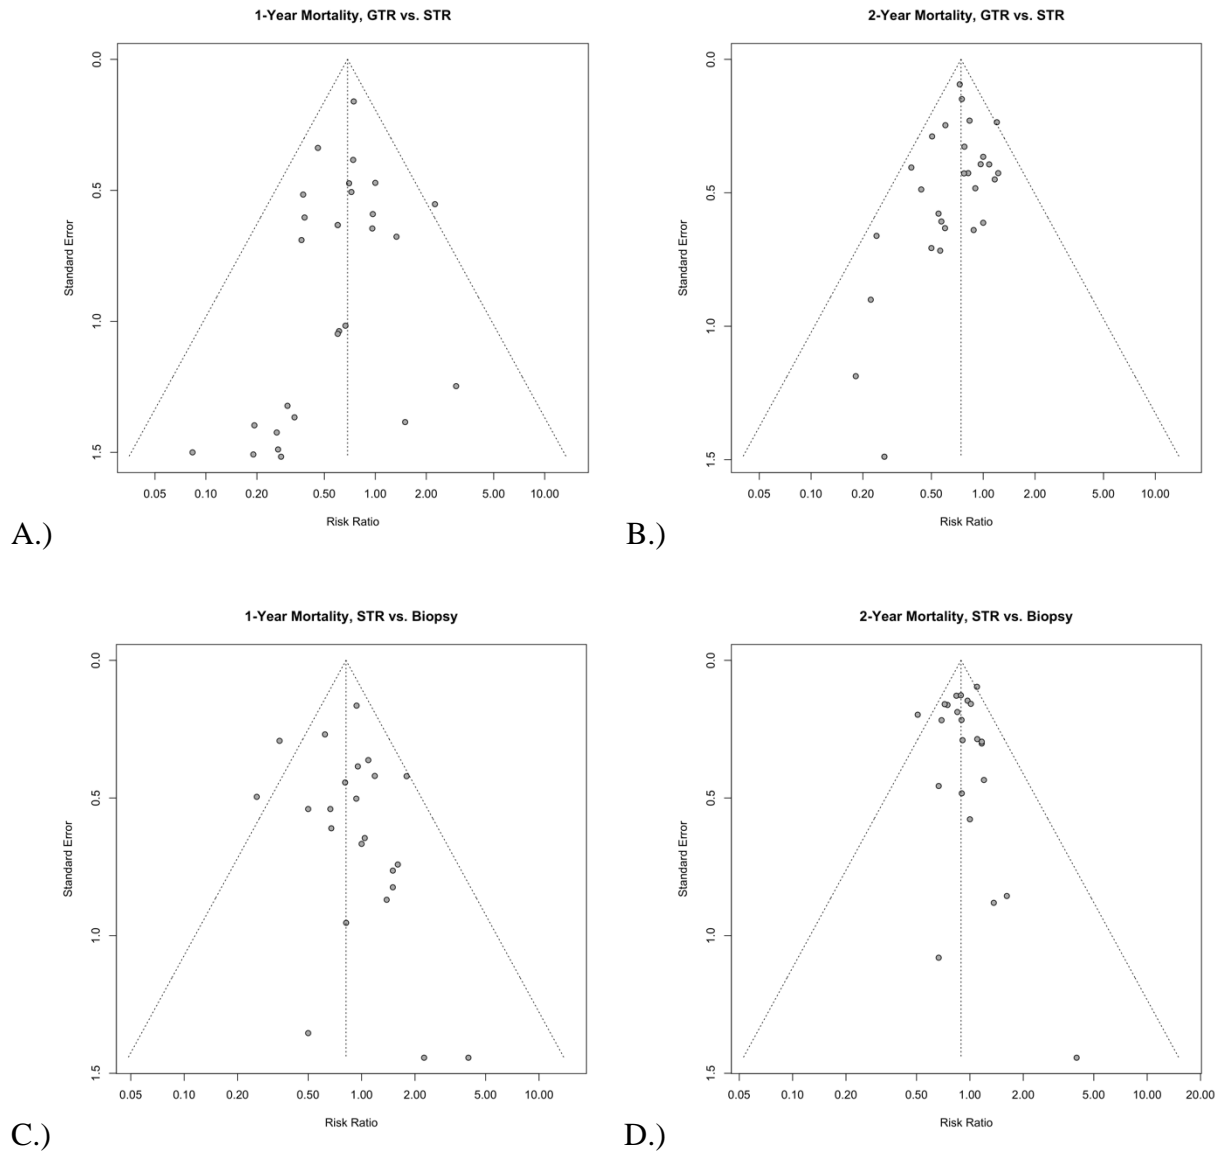 1-Year Mortality, GTR vs. STR
Standard Error
0.0
0.5
1.0
1.5
0.05 0.10 0.20 0.50 1.00 2.00 5.00 10.00
Risk Ratio
A.)
2-Year Mortality, GTR vs. STR
Standard Error
0.0
0.5
1.0
1.5
0.05 0.10 0.20 0.50 1.00 2.00 5.00 10.00
Risk Ratio
B.)
1-Year Mortality, STR vs. Biopsy
Standard Error
0.0
0.5
1.0
1.5
0.05 0.10 0.20 0.50 1.00 2.00 5.00 10.00
Risk Ratio
C.)
2-Year Mortality, STR vs. Biopsy
Standard Error
0.0
0.5
1.0
1.5
0.05 0.10 0.20 0.50 1.00 2.00 5.00 10.00 20.00
Risk Ratio
D.)